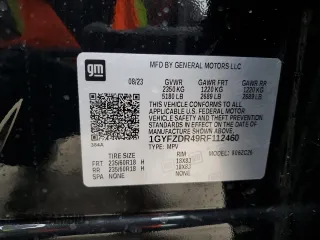 gm
MFD BY GENERAL MOTORS LLC
08/23 GVWR GAWR FRT GAWR RR
2350 KG 1220 KG 1220 KG
5180 LB 2689 LB 2689 LB
THIS VEHICLE CONFORMS TO ALL
APPLICABLE U.S. FEDERAL MOTOR
VEHICLE SAFETY, BUMPER, AND
THEFT PREVENTION STANDARDS
IN EFFECT ON THE DATE OF
MANUFACTURE SHOWN ABOVE.
1GYFZDR49RF112460
TYPE: MPV
TIRE SIZE RIM
FRT 235/60R18 H 18X8J
RR 235/60R18 H 18X8J
SPA NONE NONE
MODEL: